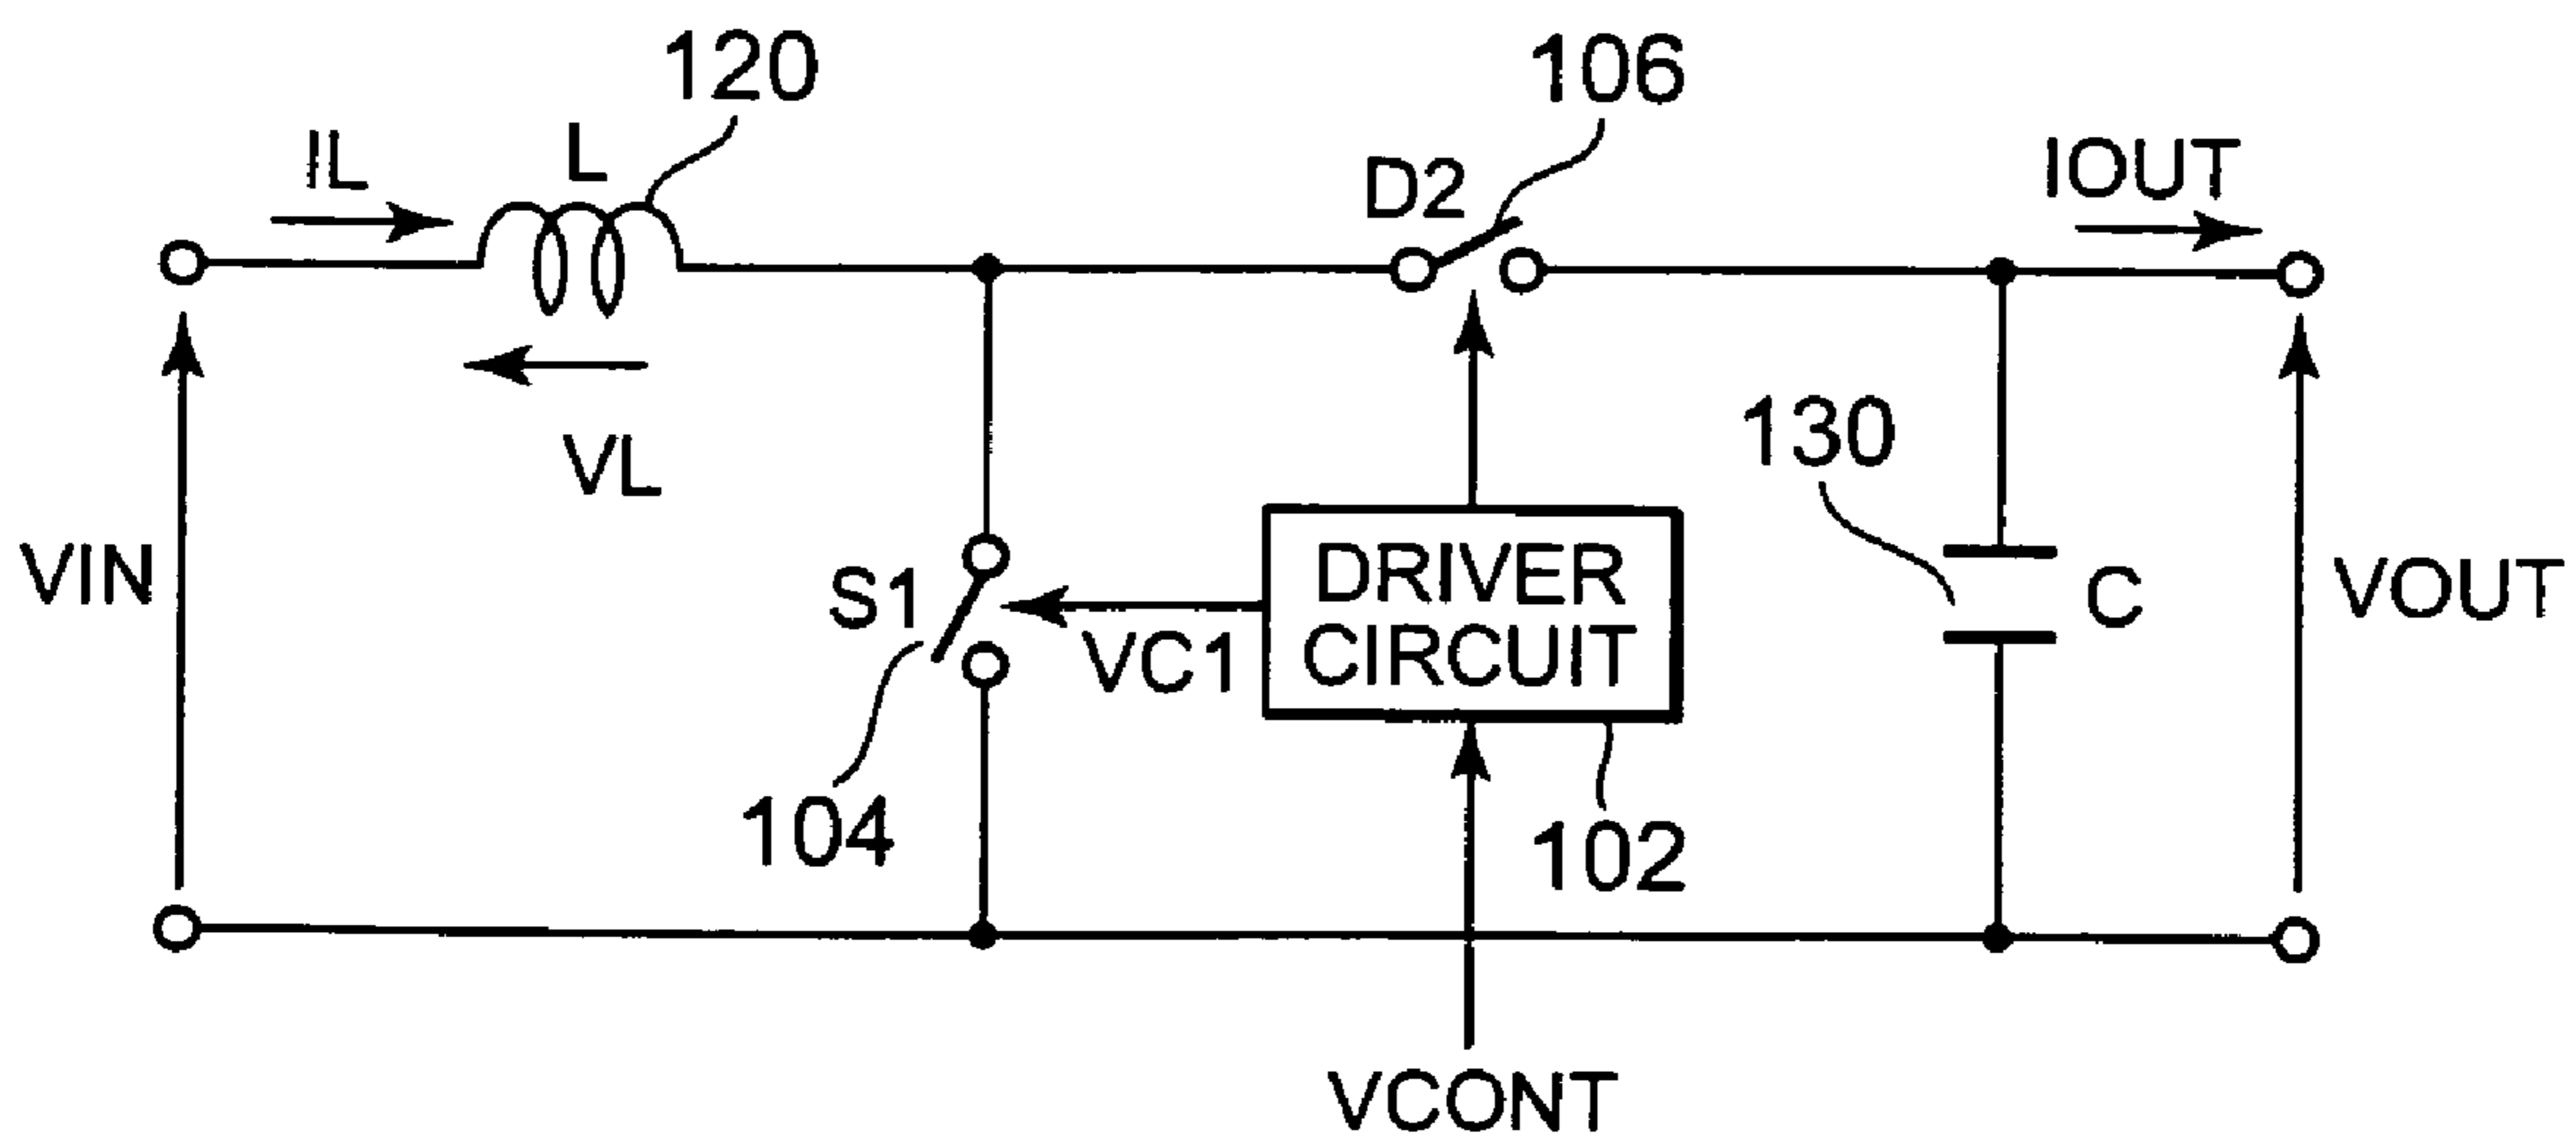 120
106
IL
L
D2
IOUT
VL
130
VIN
S1
VC1
DRIVER
CIRCUIT
C
VOUT
104
102
VCONT